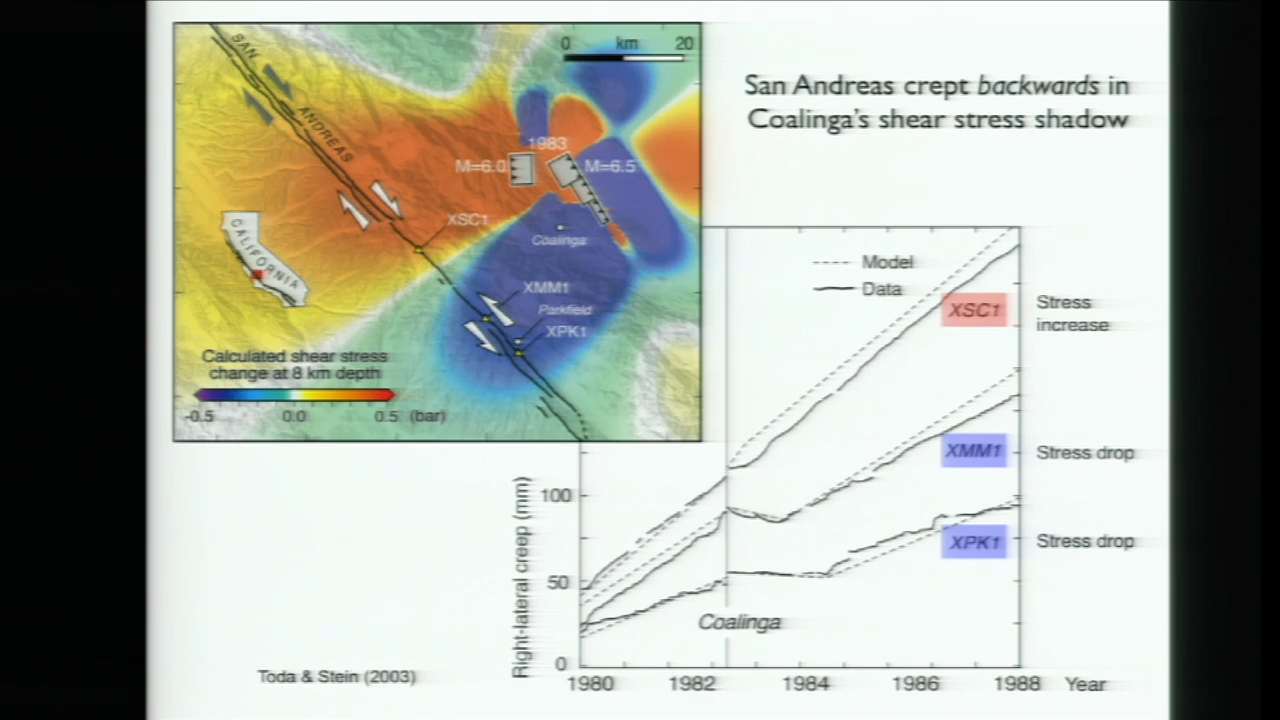 San Andreas crept backwards in
Coalinga's shear stress shadow
SAN
ANDREAS
0 km 20
1983
M=6.0
M=6.5
XSC1
Coalinga
XMM1
Parkfield
XPK1
CALIFORNIA
Calculated shear stress
change at 8 km depth
-0.5 0.0 0.5 (bar)
Model
Data
XSC1
Stress
increase
XMM1
Stress drop
XPK1
Stress drop
Right-lateral creep (mm)
100
50
0
Coalinga
1980 1982 1984 1986 1988 Year
Toda & Stein (2003)